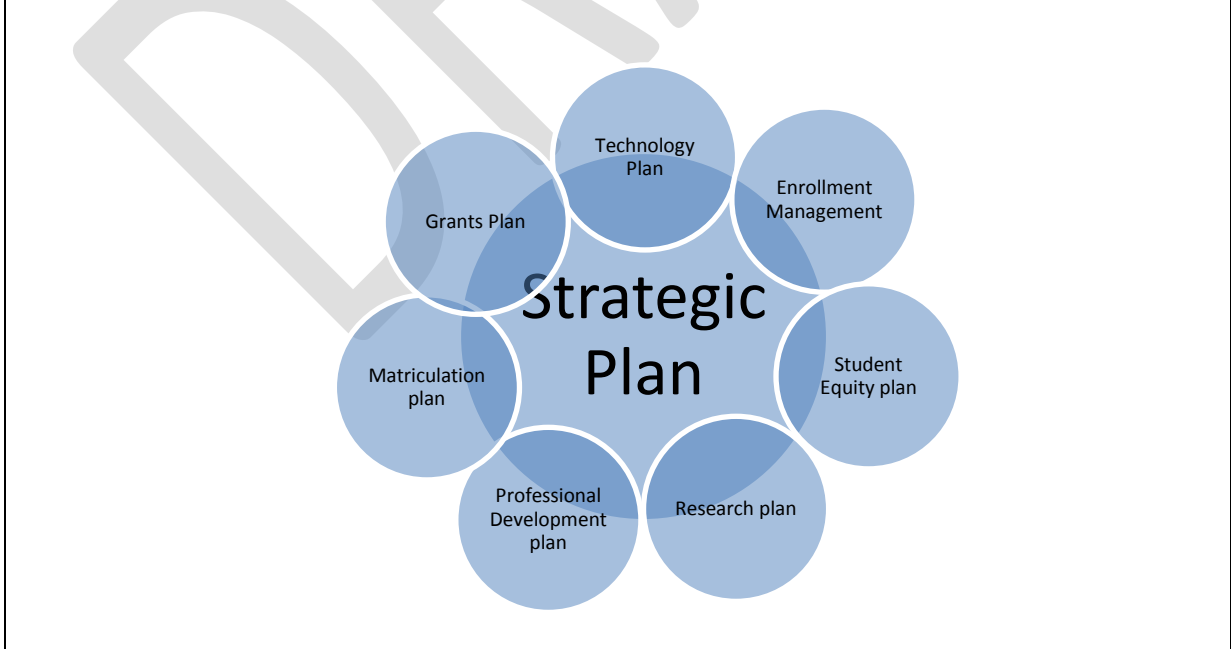 Technology
Plan
Enrollment
Management
Grants Plan
Strategic
Plan
Student
Equity plan
Matriculation
plan
Professional
Development
plan
Research plan